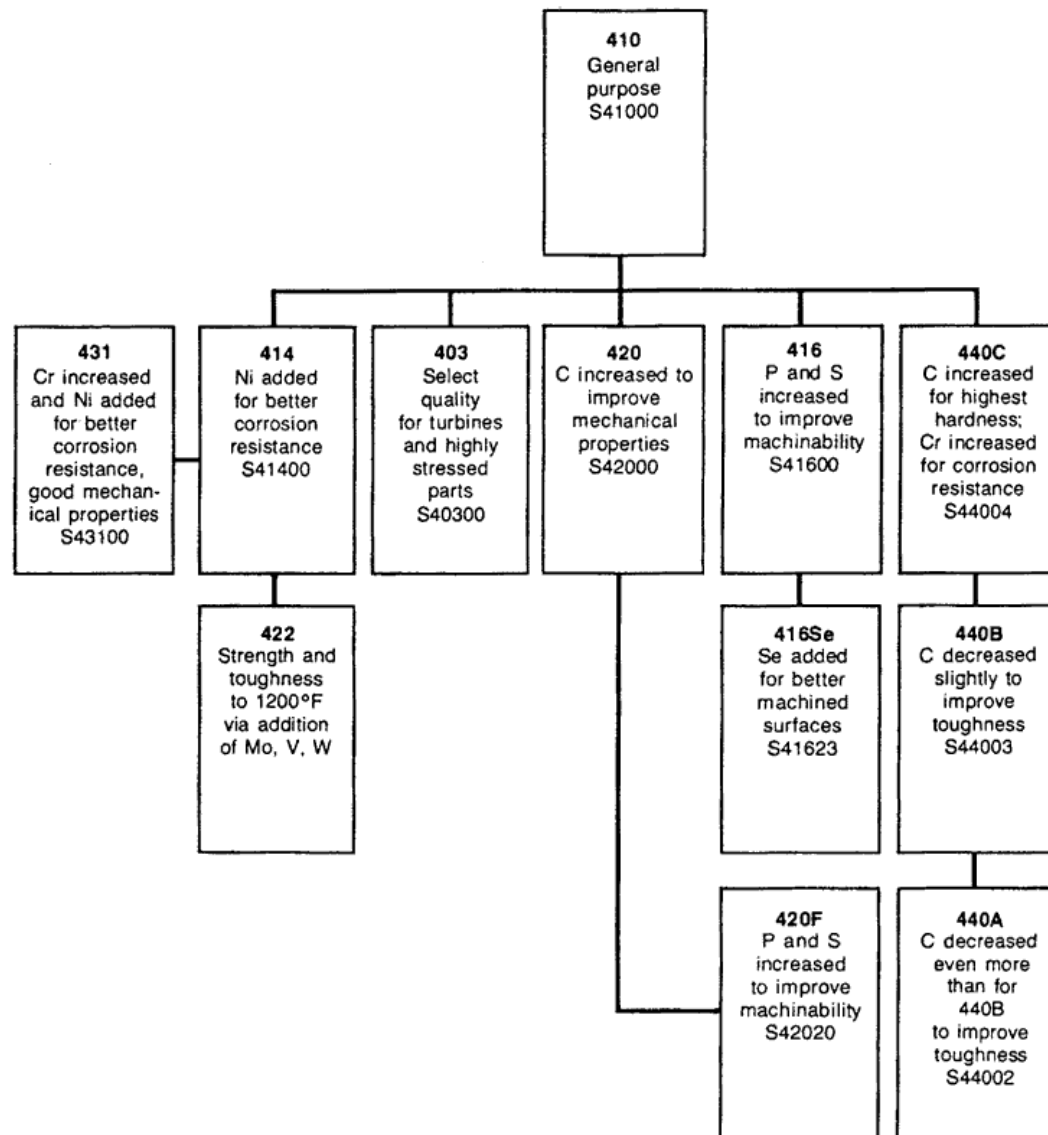 410
General
purpose
S41000
431
Cr increased
and Ni added
for better
corrosion
resistance,
good mechan-
ical properties
S43100
414
Ni added
for better
corrosion
resistance
S41400
403
Select
quality
for turbines
and highly
stressed
parts
S40300
420
C increased to
improve
mechanical
properties
S42000
416
P and S
increased
to improve
machinability
S41600
440C
C increased
for highest
hardness;
Cr increased
for corrosion
resistance
S44004
422
Strength and
toughness
to 1200°F
via addition
of Mo, V, W
416Se
Se added
for better
machined
surfaces
S41623
440B
C decreased
slightly to
improve
toughness
S44003
420F
P and S
increased
to improve
machinability
S42020
440A
C decreased
even more
than for
440B
to improve
toughness
S44002